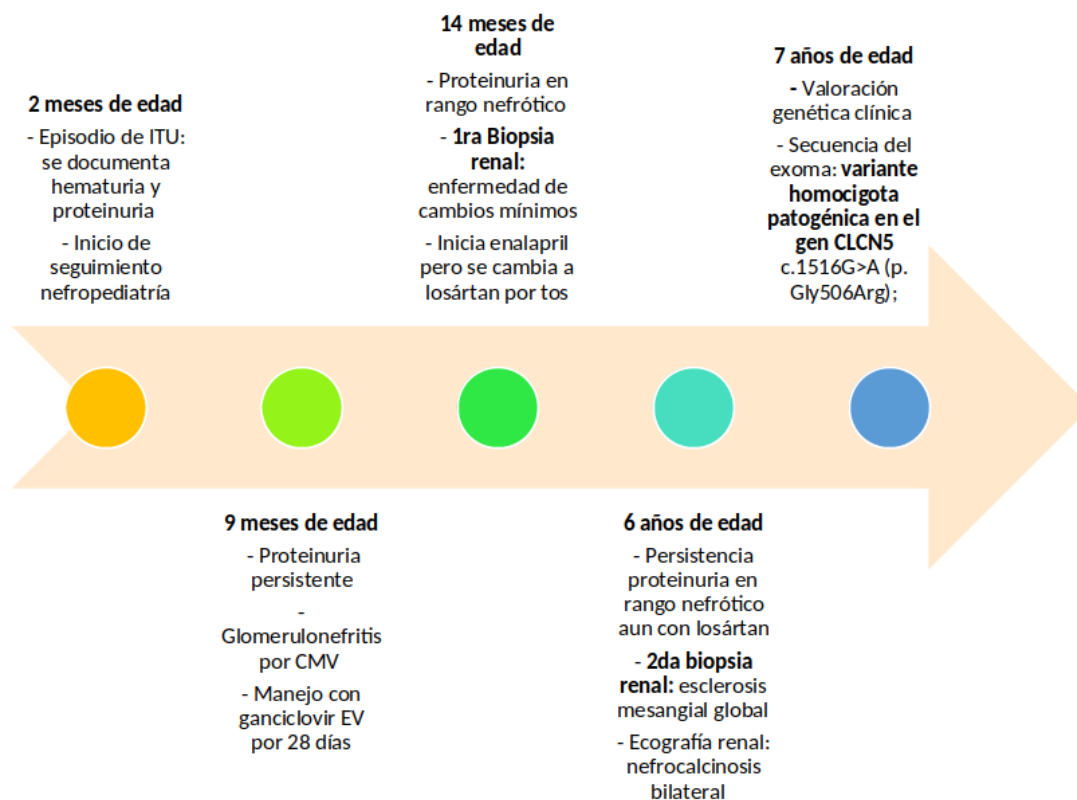 2 meses de edad
- Episodio de ITU:
se documenta
hematuria y
proteinuria
- Inicio de
seguimiento
nefropediatría
9 meses de edad
- Proteinuria
persistente
-
Glomerulonefritis
por CMV
- Manejo con
ganciclovir EV
por 28 días
14 meses de
edad
- Proteinuria en
rango nefrótico
- 1ra Biopsia
renal:
enfermedad de
cambios mínimos
- Inicia enalapril
pero se cambia a
losártan por tos
6 años de edad
- Persistencia
proteinuria en
rango nefrótico
aun con losártan
- 2da biopsia
renal: esclerosis
mesangial global
- Ecografía renal:
nefrocalcinosis
bilateral
7 años de edad
- Valoración
genética clínica
- Secuencia del
exoma: variante
homocigota
patogénica en el
gen CLCN5
c.1516G>A (p.
Gly506Arg);